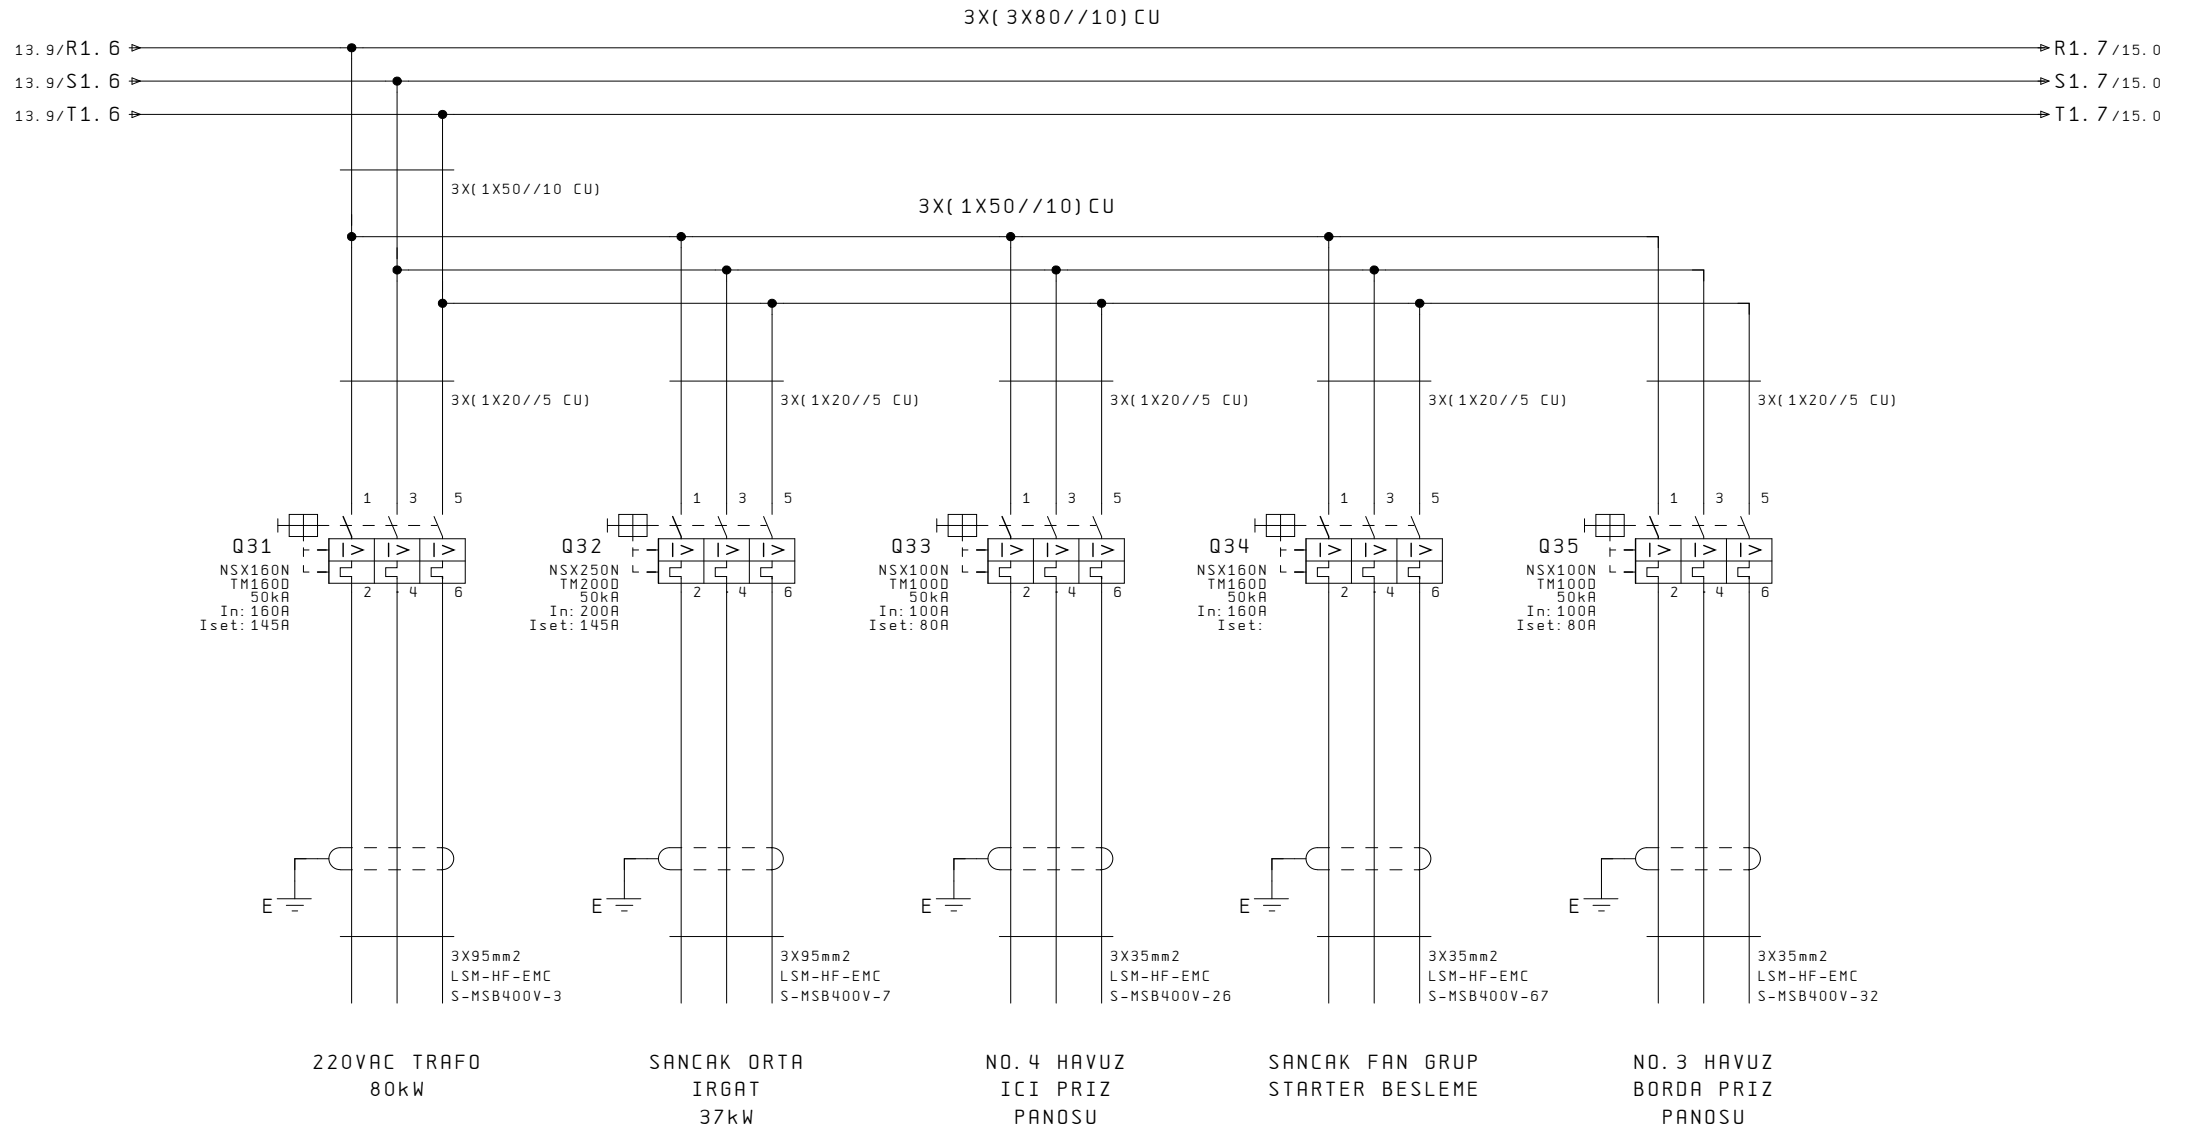 3X(3X80//10)CU
13.9/R1.6
R1.7/15.0
13.9/S1.6
S1.7/15.0
13.9/T1.6
T1.7/15.0
3X(1X50//10 CU)
3X(1X50//10)CU
3X(1X20//5 CU)
3X(1X20//5 CU)
3X(1X20//5 CU)
3X(1X20//5 CU)
3X(1X20//5 CU)
1 3 5
Q31
NSX160N
TM160D
50kA
In:160A
Iset:145A
I> I> I>
2 4 6
1 3 5
Q32
NSX250N
TM200D
50kA
In:200A
Iset:145A
I> I> I>
2 4 6
1 3 5
Q33
NSX100N
TM100D
50kA
In:100A
Iset:80A
I> I> I>
2 4 6
1 3 5
Q34
NSX160N
TM160D
50kA
In:160A
Iset:
I> I> I>
2 4 6
1 3 5
Q35
NSX100N
TM100D
50kA
In:100A
Iset:80A
I> I> I>
2 4 6
E
E
E
E
E
3X95mm2
LSM-HF-EMC
S-MSB400V-3
3X95mm2
LSM-HF-EMC
S-MSB400V-7
3X35mm2
LSM-HF-EMC
S-MSB400V-26
3X35mm2
LSM-HF-EMC
S-MSB400V-67
3X35mm2
LSM-HF-EMC
S-MSB400V-32
220VAC TRAFO
80kW
SANCAK ORTA
IRGAT
37kW
NO.4 HAVUZ
ICI PRIZ
PANOSU
SANCAK FAN GRUP
STARTER BESLEME
NO.3 HAVUZ
BORDA PRIZ
PANOSU